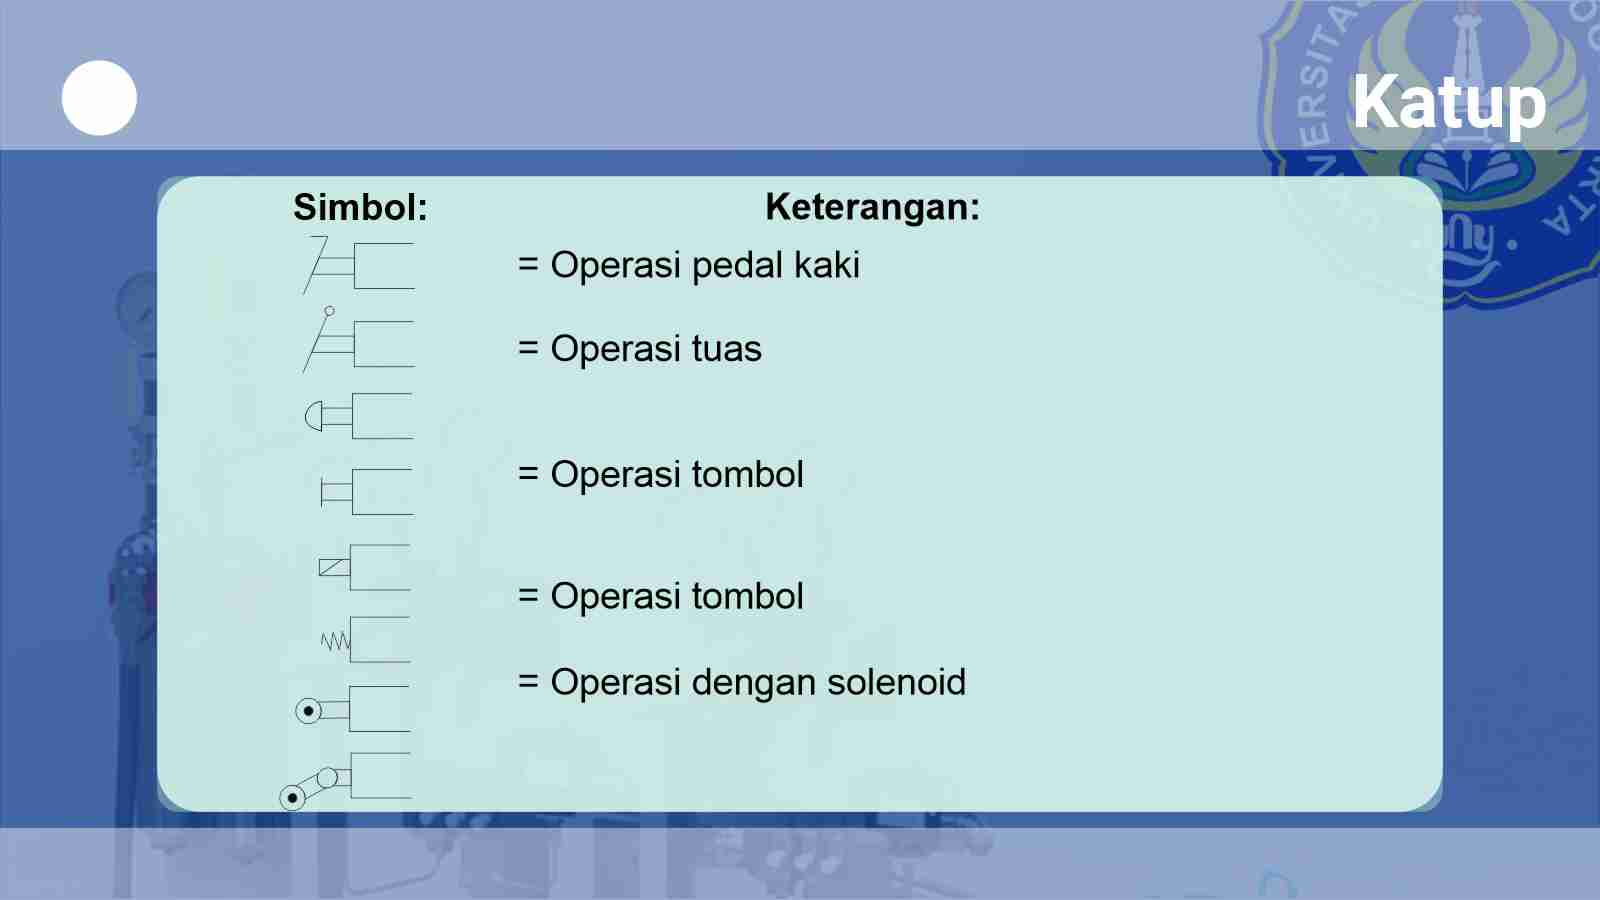 Katup
Simbol:
Keterangan:
= Operasi pedal kaki
= Operasi tuas
= Operasi tombol
= Operasi tombol
= Operasi dengan solenoid